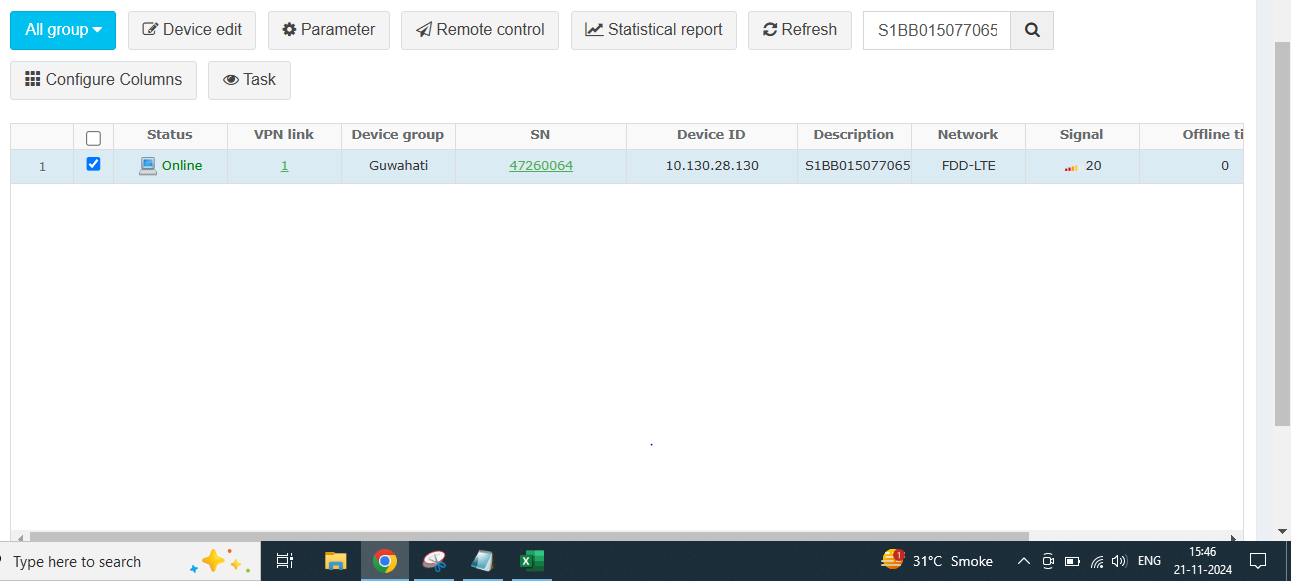 All group Device edit Parameter Remote control Statistical report Refresh S1BB015077065
Configure Columns Task
Status VPN link Device group SN Device ID Description Network Signal Offline ti
1 Online 1 Guwahati 47260064 10.130.28.130 S1BB015077065 FDD-LTE 20 0
Type here to search 1 31°C Smoke ENG 15:46
21-11-2024